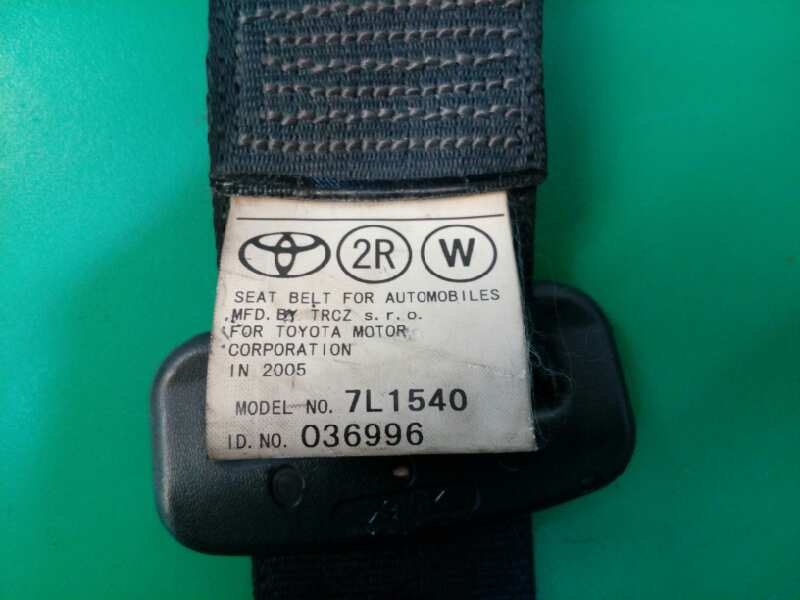 2R W
SEAT BELT FOR AUTOMOBILES
MFD. BY TRCZ s. r. o.
FOR TOYOTA MOTOR
CORPORATION
IN 2005
MODEL NO. 7L1540
I.D. NO. 036996